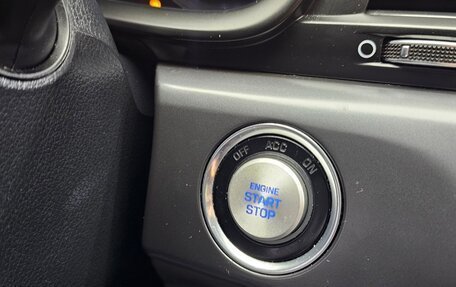 OFF ACC ON
ENGINE
START
STOP